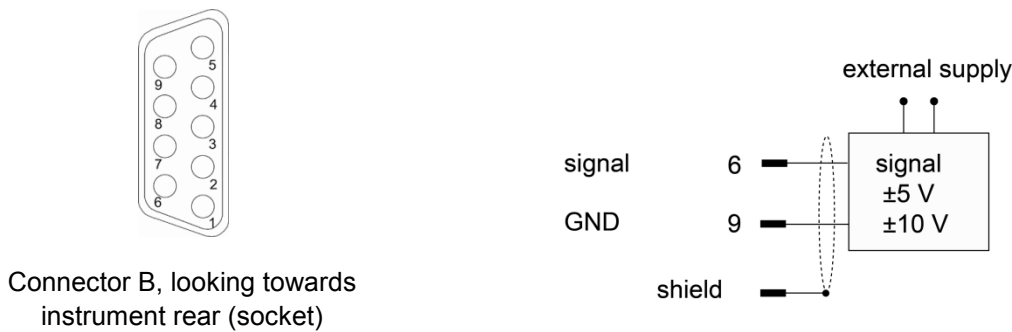 5
9
4
8
3
7
2
6
1
Connector B, looking towards
instrument rear (socket)
external supply
signal 6 signal
±5 V
GND 9 ±10 V
shield